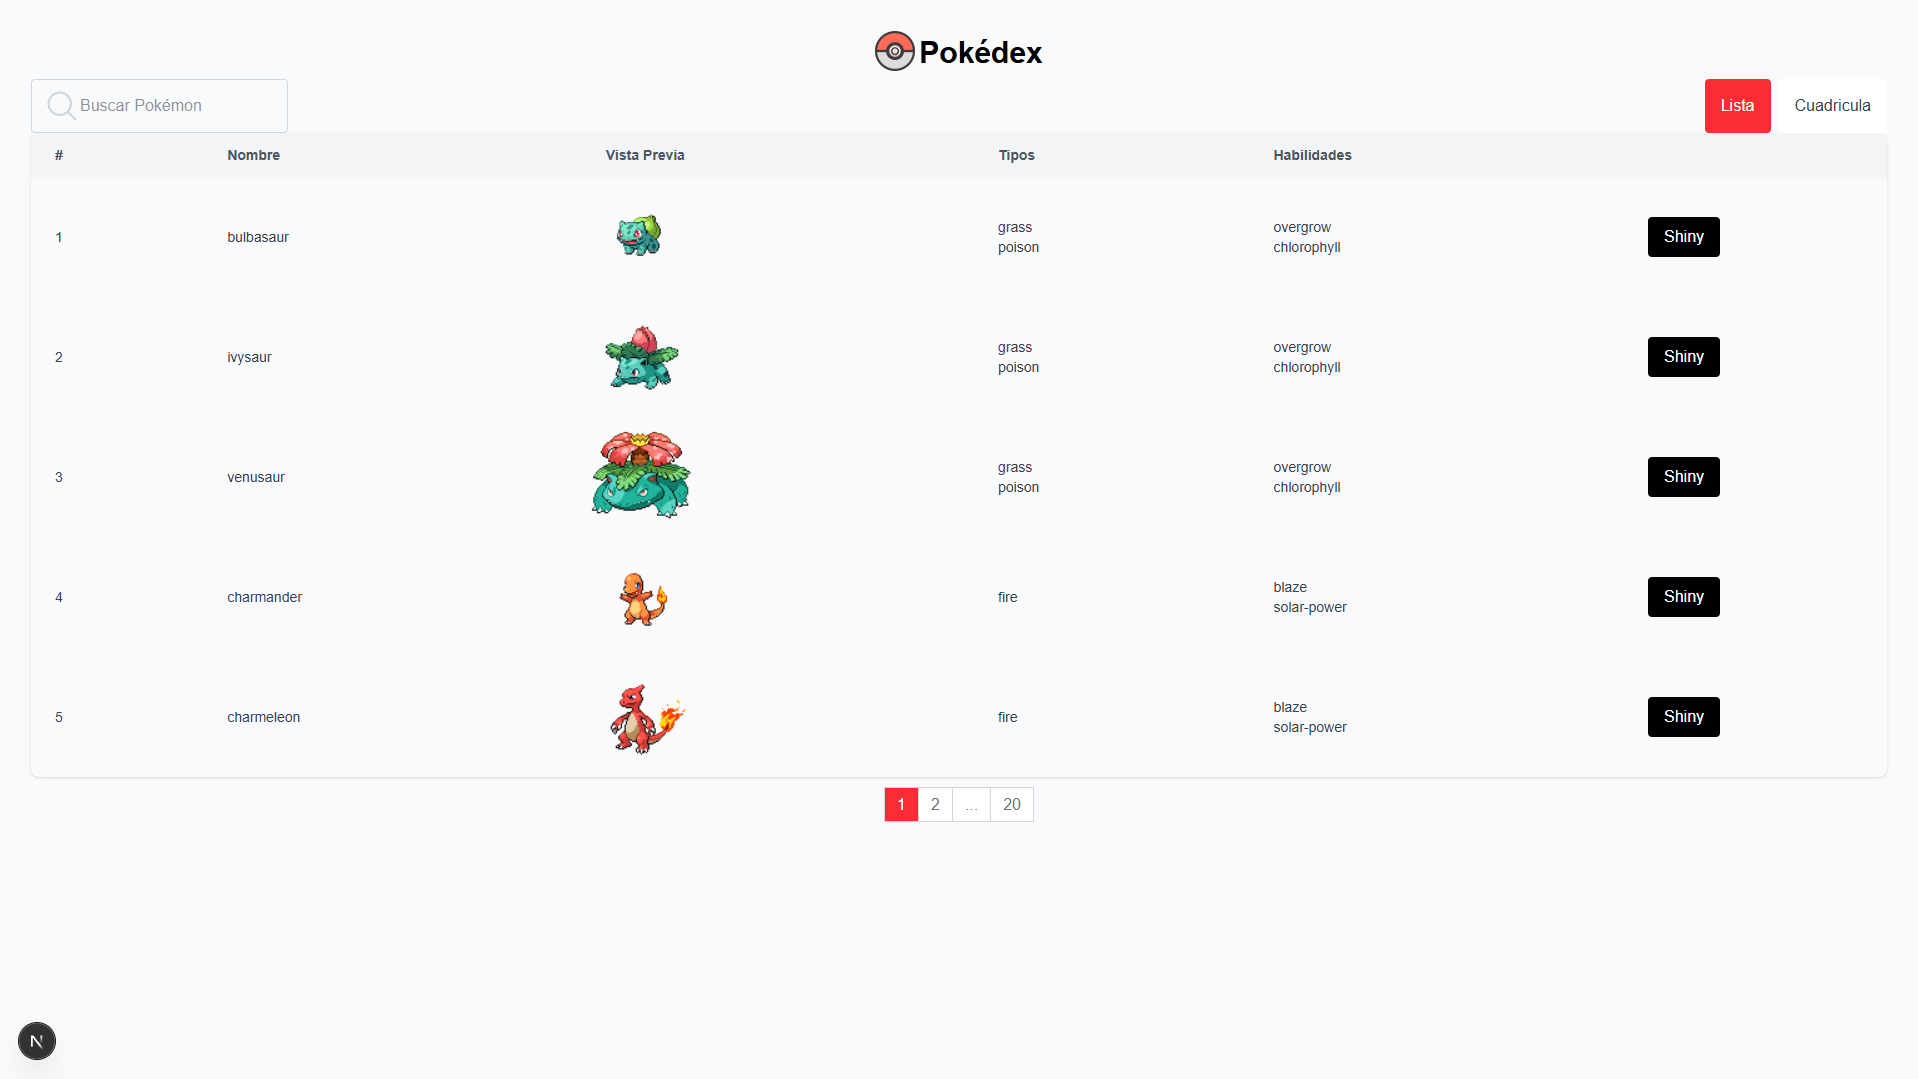 Pokédex
Buscar Pokémon
Lista Cuadricula
# Nombre Vista Previa Tipos Habilidades
1 bulbasaur grass poison overgrow chlorophyll Shiny
2 ivysaur grass poison overgrow chlorophyll Shiny
3 venusaur grass poison overgrow chlorophyll Shiny
4 charmander fire blaze solar-power Shiny
5 charmeleon fire blaze solar-power Shiny
1 2 ... 20
N